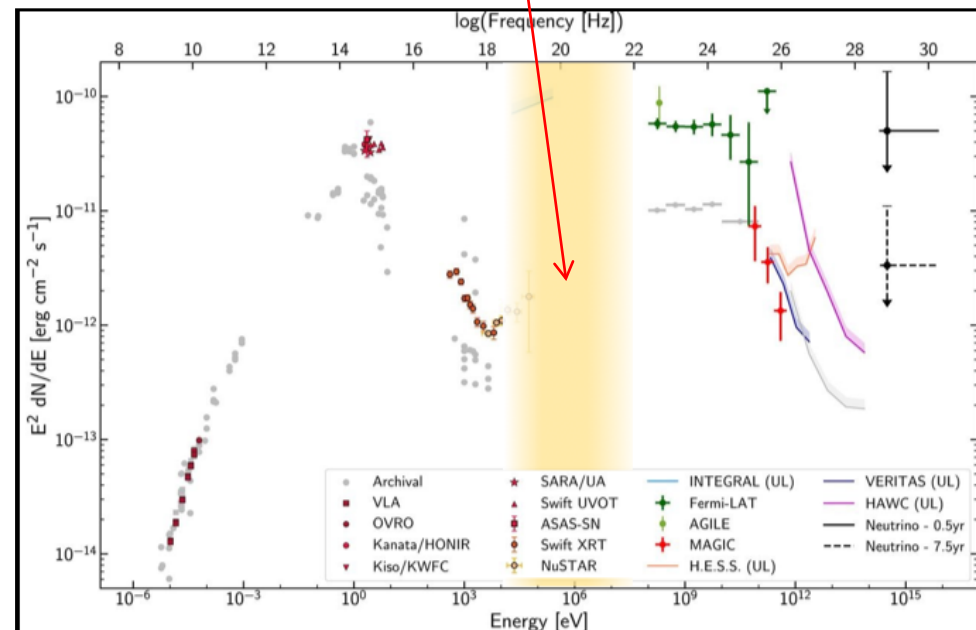 log(Frequency [Hz])
8 10 12 14 16 18 20 22 24 26 28 30
E² dN/dE [erg cm⁻² s⁻¹]
10⁻¹⁰
10⁻¹¹
10⁻¹²
10⁻¹³
10⁻¹⁴
Archival
VLA
OVRO
Kanata/HONIR
Kiso/KWFC
SARA/UA
Swift UVOT
ASAS-SN
Swift XRT
NuSTAR
INTEGRAL (UL)
Fermi-LAT
AGILE
MAGIC
H.E.S.S. (UL)
VERITAS (UL)
HAWC (UL)
Neutrino - 0.5yr
Neutrino - 7.5yr
10⁻⁶ 10⁻³ 10⁰ 10³ 10⁶ 10⁹ 10¹² 10¹⁵
Energy [eV]